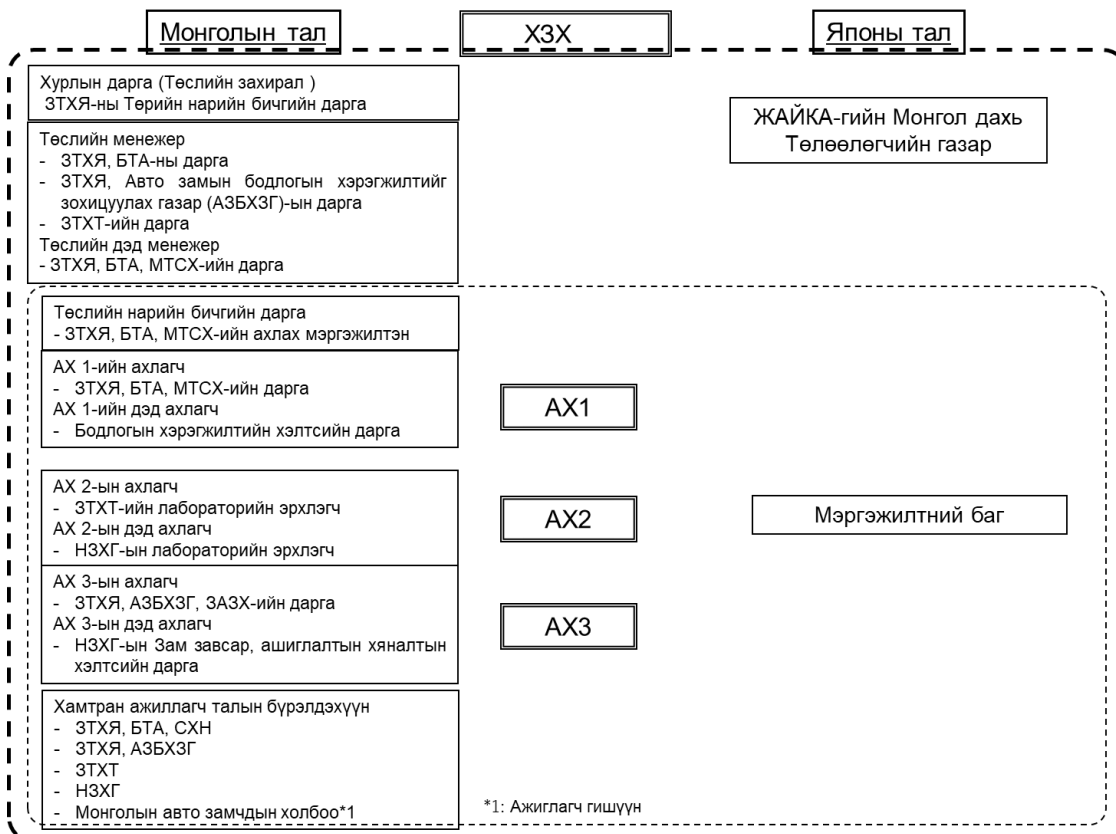 Монголын тал
ХЗХ
Японы тал
Хурлын дарга (Төслийн захирал )
ЗТХЯ-ны Төрийн нарийн бичгийн дарга
ЖАЙКА-гийн Монгол дахь
Төлөөлөгчийн газар
Төслийн менежер
- ЗТХЯ, БТА-ны дарга
- ЗТХЯ, Авто замын бодлогын хэрэгжилтийг
зохицуулах газар (АЗБХЗГ)-ын дарга
- ЗТХТ-ийн дарга
Төслийн дэд менежер
- ЗТХЯ, БТА, МТСХ-ийн дарга
Төслийн нарийн бичгийн дарга
- ЗТХЯ, БТА, МТСХ-ийн ахлах мэргэжилтэн
АХ 1-ийн ахлагч
- ЗТХЯ, БТА, МТСХ-ийн дарга
АХ 1-ийн дэд ахлагч
- Бодлогын хэрэгжилтийн хэлтсийн дарга
АХ1
АХ 2-ын ахлагч
- ЗТХТ-ийн лабораторийн эрхлэгч
АХ 2-ын дэд ахлагч
- НЗХГ-ын лабораторийн эрхлэгч
АХ2
Мэргэжилтний баг
АХ 3-ын ахлагч
- ЗТХЯ, АЗБХЗГ, ЗАЗХ-ийн дарга
АХ 3-ын дэд ахлагч
- НЗХГ-ын Зам завсар, ашиглалтын хяналтын
хэлтсийн дарга
АХ3
Хамтран ажиллагч талын бүрэлдэхүүн
- ЗТХЯ, БТА, СХН
- ЗТХЯ, АЗБХЗГ
- ЗТХТ
- НЗХГ
- Монголын авто замчдын холбоо*1
*1: Ажиглагч гишүүн